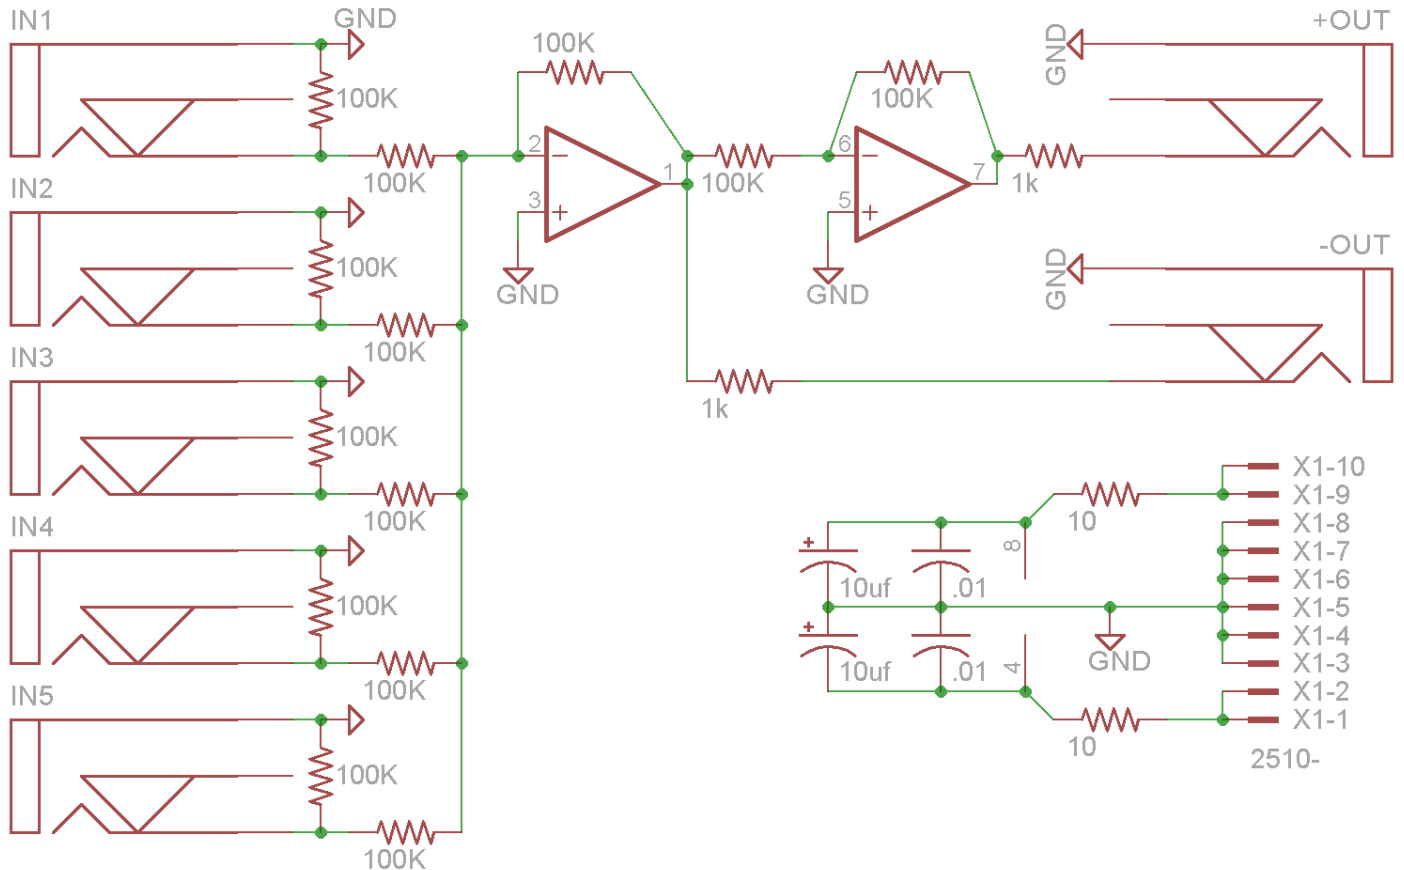 IN1
GND
100K
100K
IN2
100K
100K
IN3
100K
100K
IN4
100K
100K
IN5
100K
100K
100K
2
−
1
3
+
GND
100K
100K
6
−
7
5
+
GND
1k
GND
+OUT
GND
-OUT
1k
10
8
+
10uf
.01
+
10uf
.01
4
GND
10
X1-10
X1-9
X1-8
X1-7
X1-6
X1-5
X1-4
X1-3
X1-2
X1-1
2510-